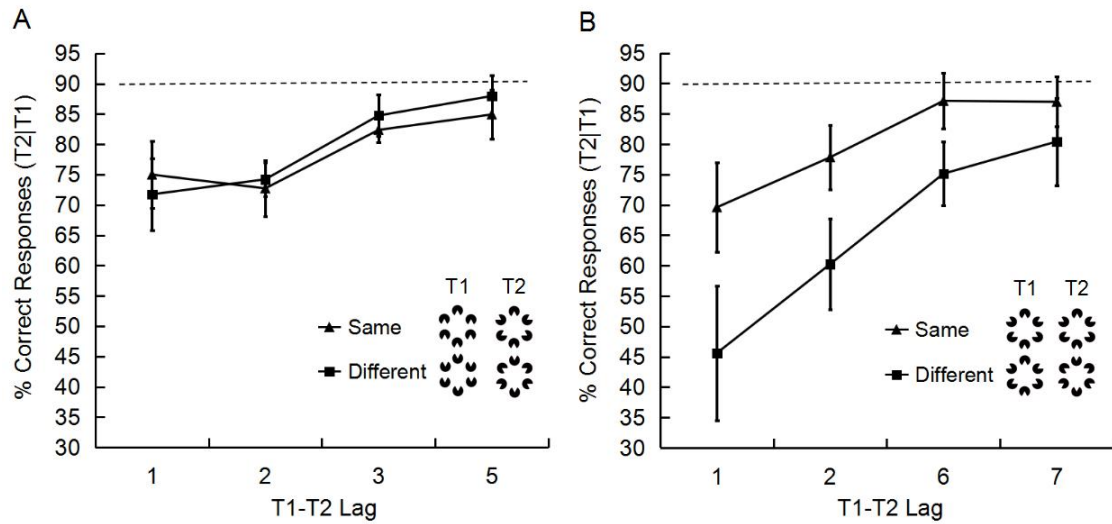 A
% Correct Responses (T2|T1)
95
90
85
80
75
70
65
60
55
50
45
40
35
30
T1 T2
Same
Different
1 2 3 5
T1-T2 Lag
B
% Correct Responses (T2|T1)
95
90
85
80
75
70
65
60
55
50
45
40
35
30
T1 T2
Same
Different
1 2 6 7
T1-T2 Lag